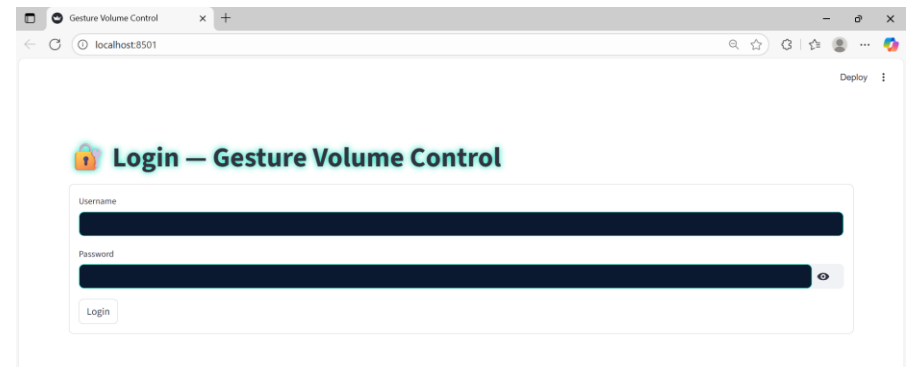 Gesture Volume Control
localhost:8501
Deploy
Login — Gesture Volume Control
Username
Password
Login